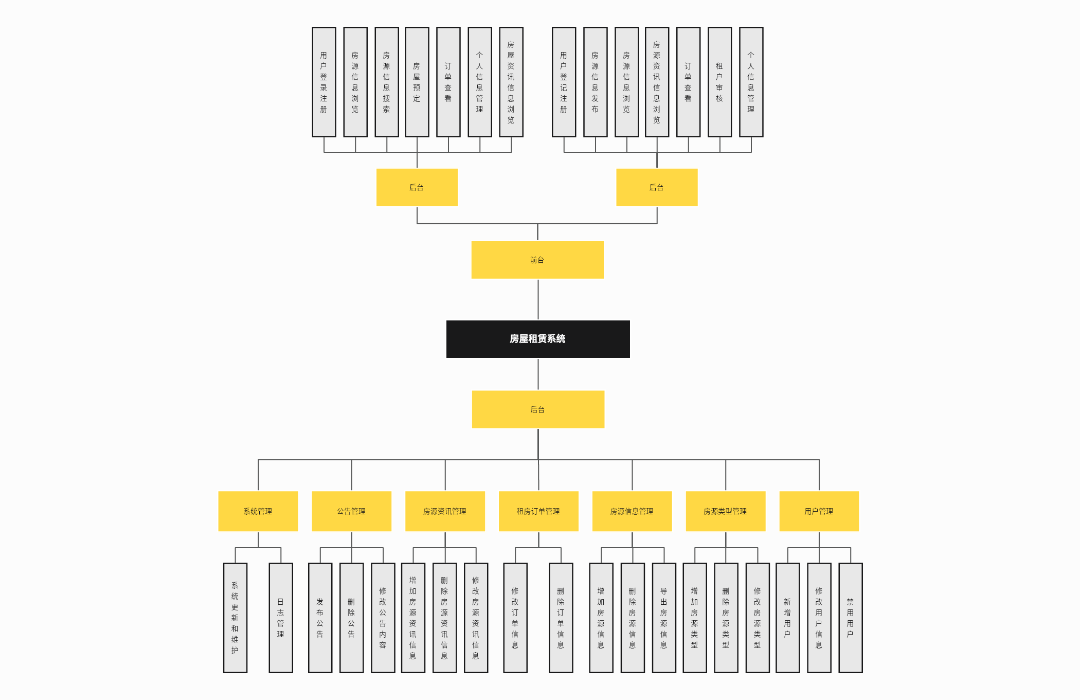 用户登录注册
房源信息浏览
房源信息搜索
房屋预定
订单查看
个人信息管理
房屋资讯信息浏览
用户登记注册
房源信息发布
房源信息浏览
房源资讯信息浏览
订单查看
租户审核
个人信息管理
后台
后台
前台
房屋租赁系统
后台
系统管理
公告管理
房源资讯管理
租房订单管理
房源信息管理
房源类型管理
用户管理
系统更新和维护
日志管理
发布公告
删除公告
修改公告内容
增加房源资讯信息
删除房源资讯信息
修改房源资讯信息
修改订单信息
删除订单信息
增加房源信息
删除房源信息
导出房源信息
增加房源类型
删除房源类型
修改房源类型
新增用户
修改用户信息
禁用用户